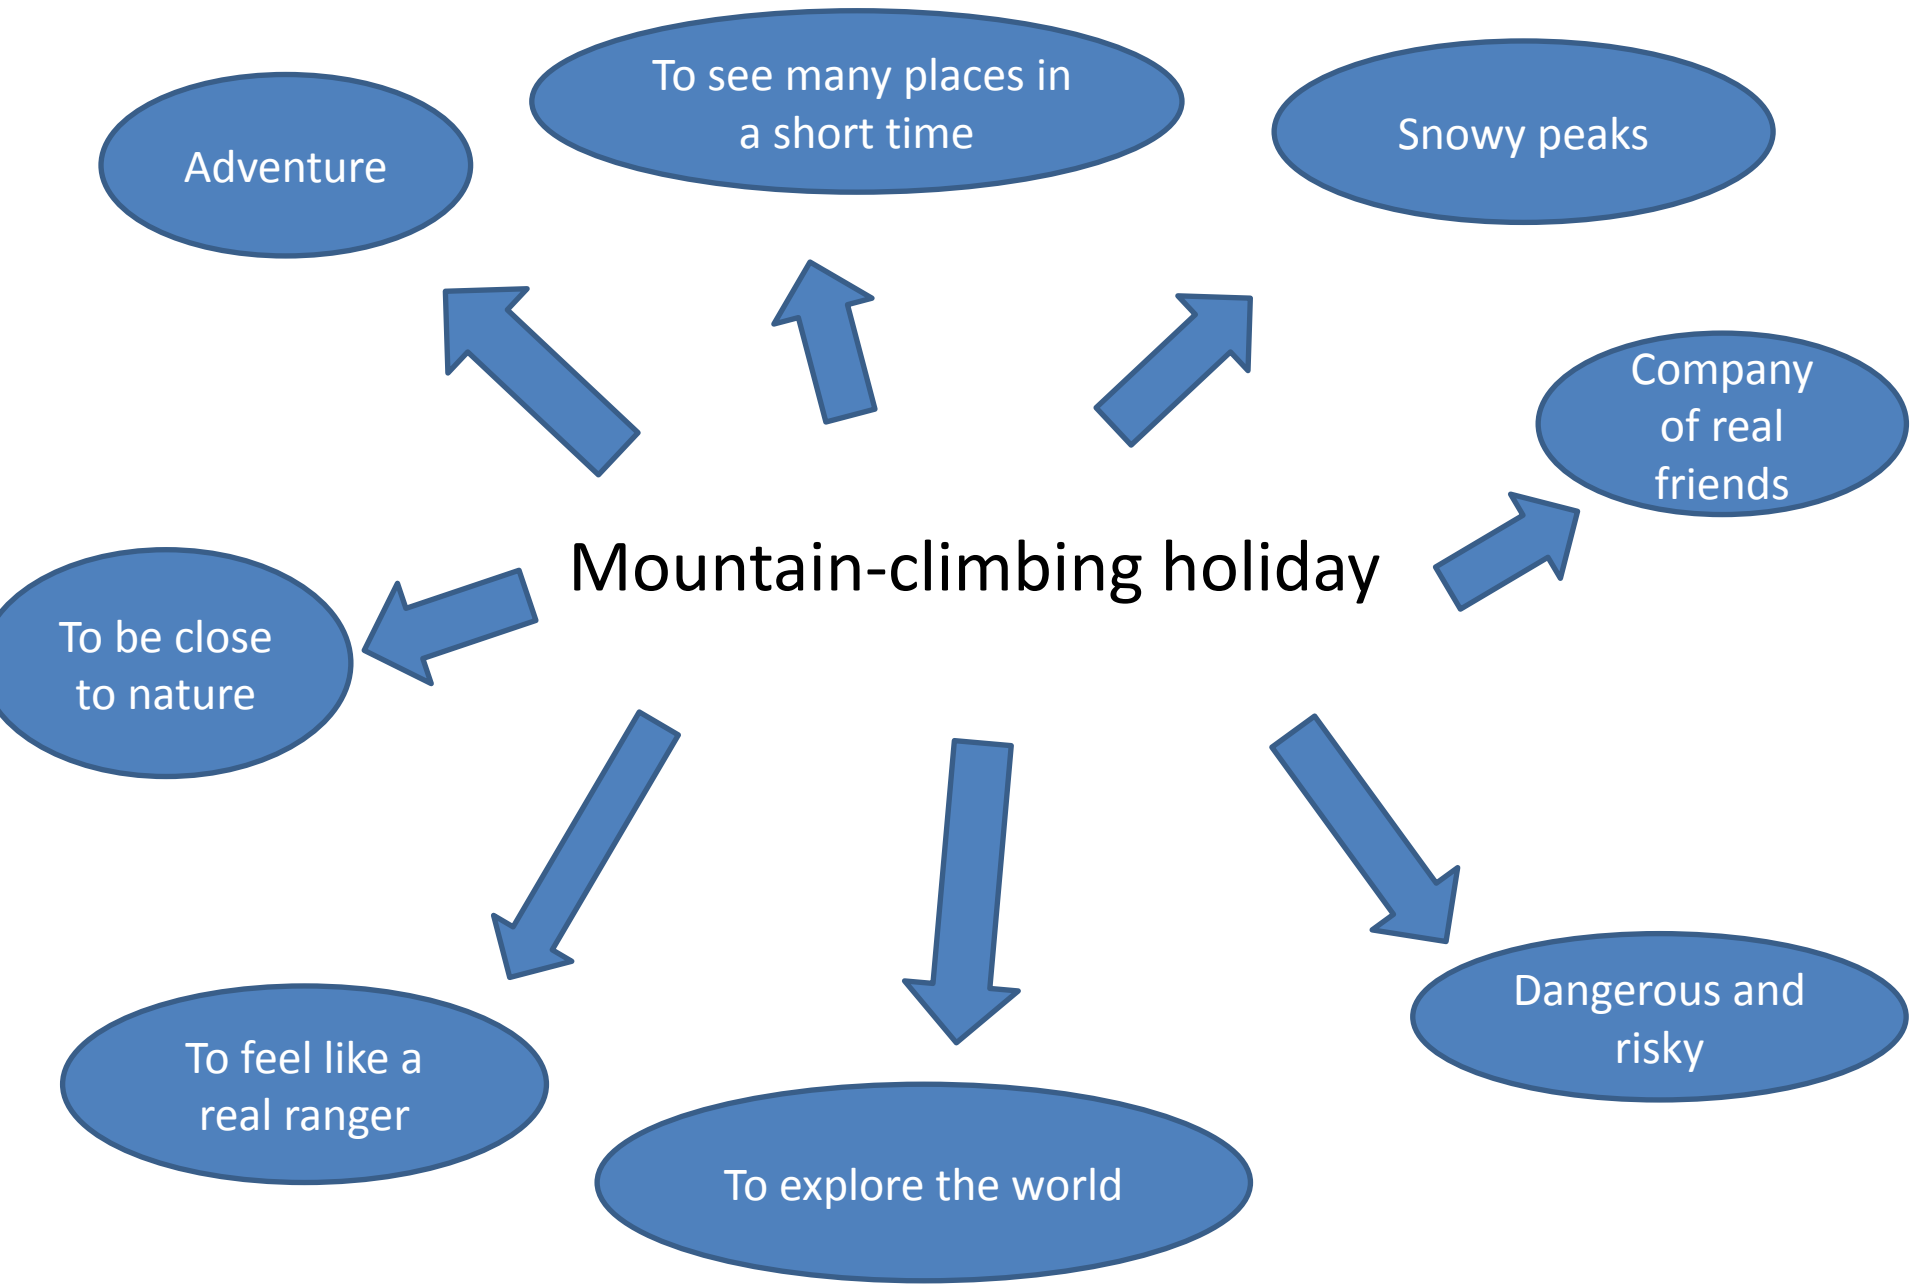 Adventure
To see many places in
a short time
Snowy peaks
Company
of real
friends
Mountain-climbing holiday
To be close
to nature
To feel like a
real ranger
To explore the world
Dangerous and
risky